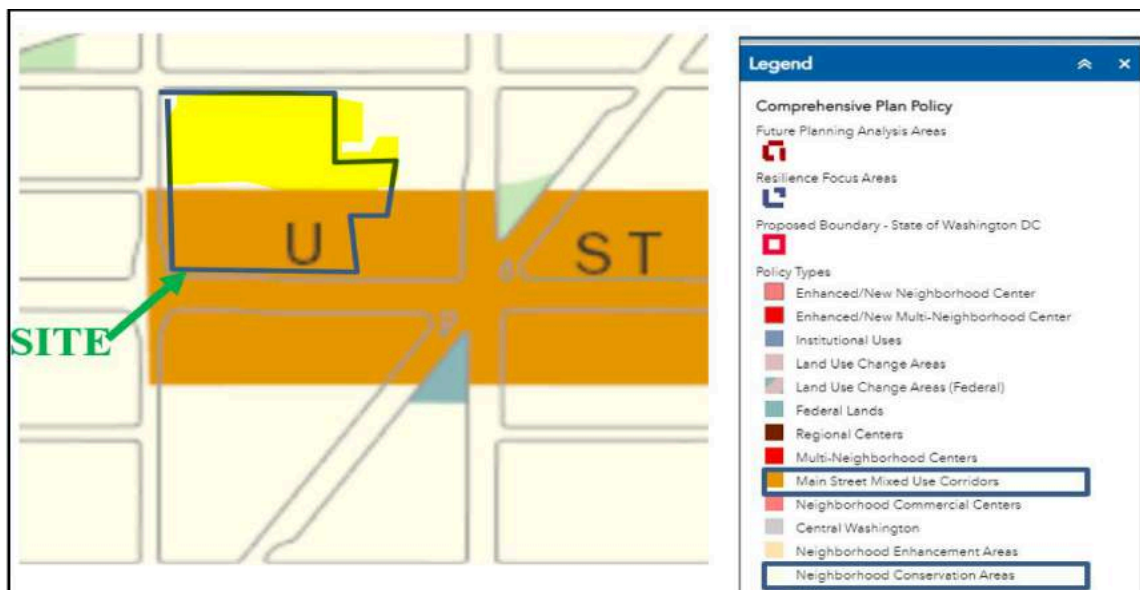 U
ST
SITE
Legend
Comprehensive Plan Policy
Future Planning Analysis Areas
Resilience Focus Areas
Proposed Boundary - State of Washington DC
Policy Types
Enhanced/New Neighborhood Center
Enhanced/New Multi-Neighborhood Center
Institutional Uses
Land Use Change Areas
Land Use Change Areas (Federal)
Federal Lands
Regional Centers
Multi-Neighborhood Centers
Main Street Mixed Use Corridors
Neighborhood Commercial Centers
Central Washington
Neighborhood Enhancement Areas
Neighborhood Conservation Areas